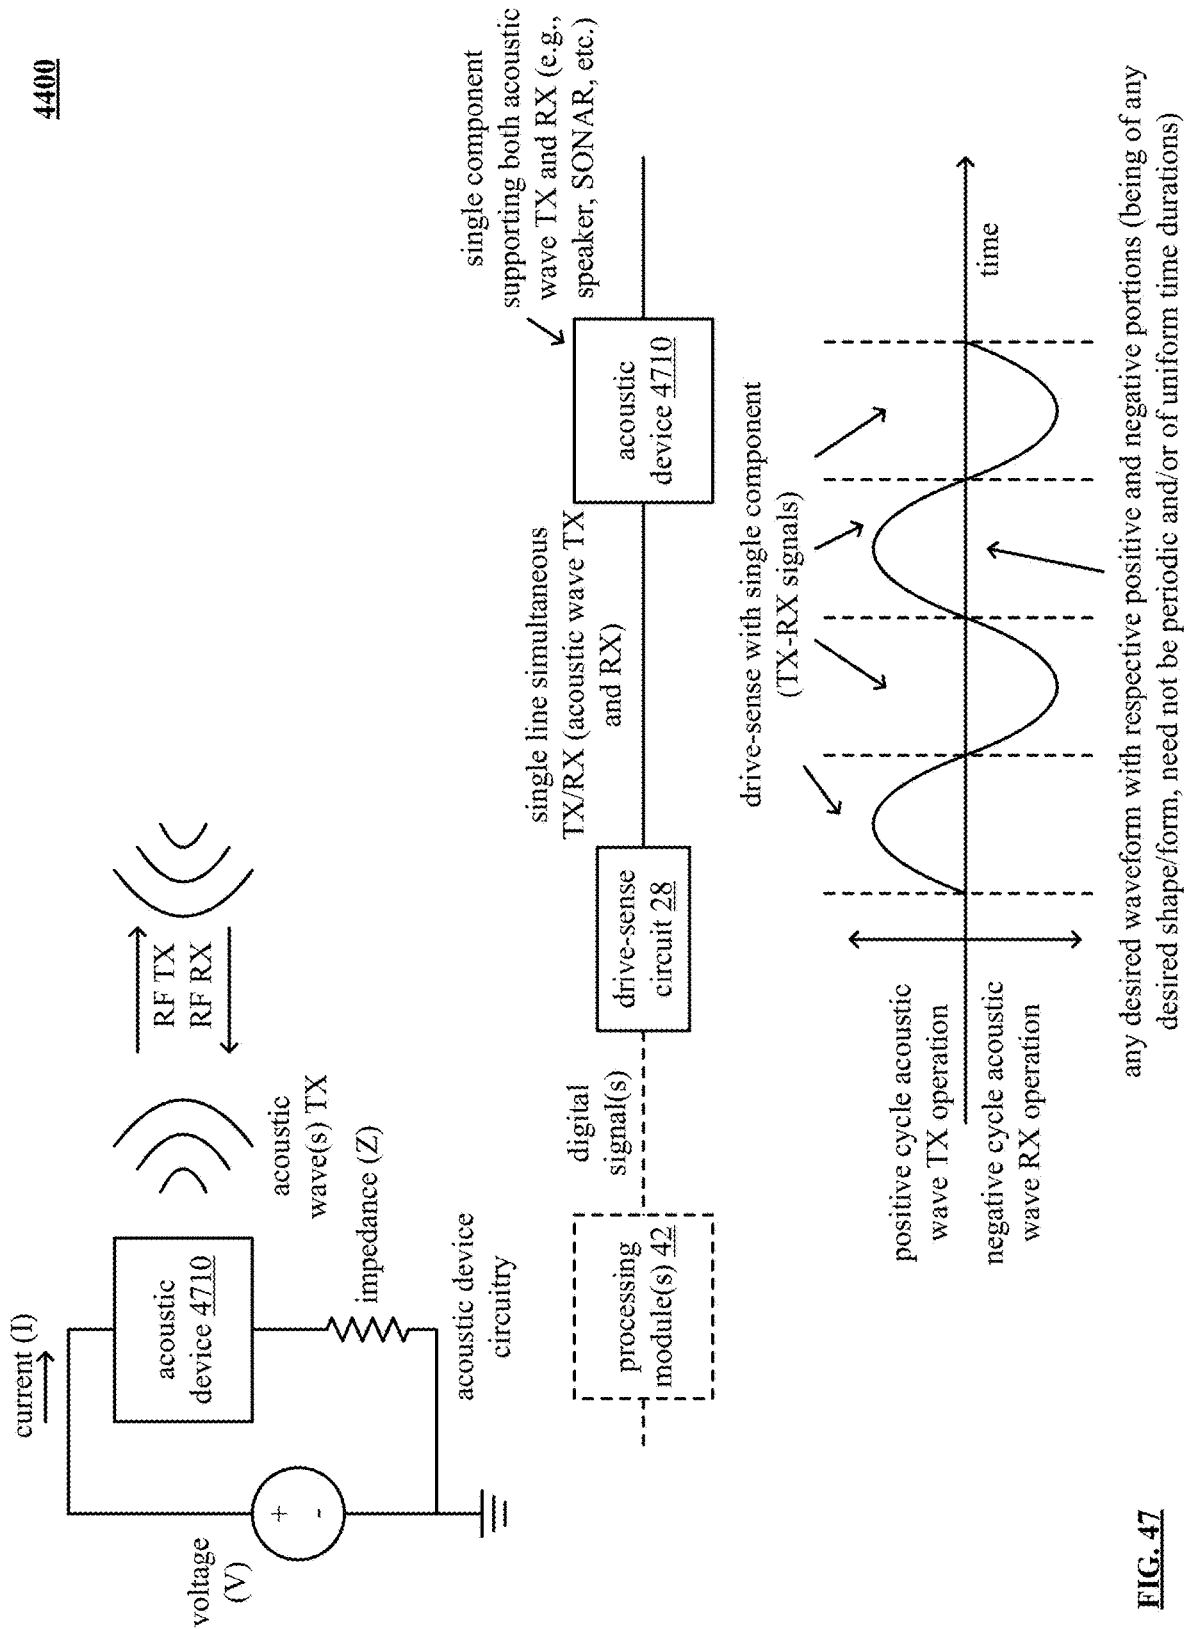 4400
current (I)
voltage
(V)
+
-
acoustic
device 4710
impedance (Z)
acoustic device
circuitry
acoustic
wave(s) TX
RF TX
RF RX
processing
module(s) 42
digital
signal(s)
drive-sense
circuit 28
single line simultaneous
TX/RX (acoustic wave TX
and RX)
acoustic
device 4710
single component
supporting both acoustic
wave TX and RX (e.g.,
speaker, SONAR, etc.)
drive-sense with single component
(TX-RX signals)
positive cycle acoustic
wave TX operation
negative cycle acoustic
wave RX operation
time
any desired waveform with respective positive and negative portions (being of any
desired shape/form, need not be periodic and/or of uniform time durations)
FIG. 47